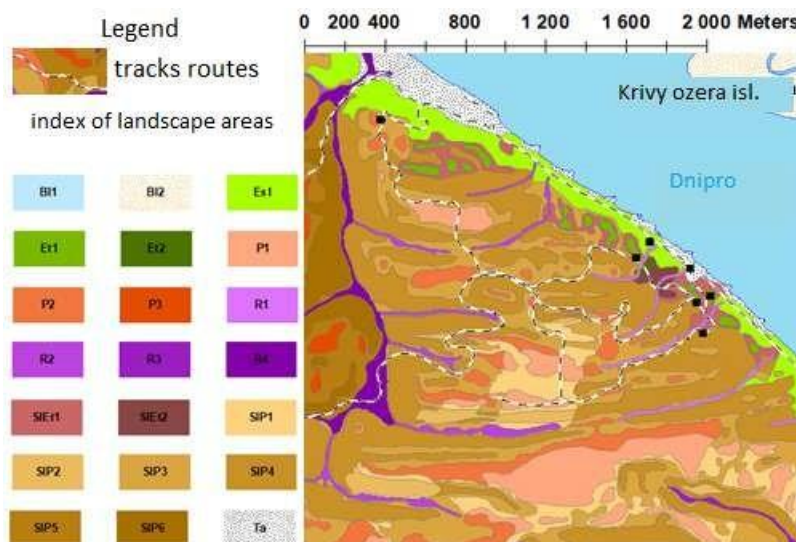 Legend
tracks routes
index of landscape areas
Bl1 Bl2 Es1
Et1 Et2 P1
P2 P3 R1
R2 R3 R4
SlEt1 SlEt2 SlP1
SlP2 SlP3 SlP4
SlP5 SlP6 Ta
0 200 400 800 1 200 1 600 2 000 Meters
Krivy ozera isl.
Dnipro